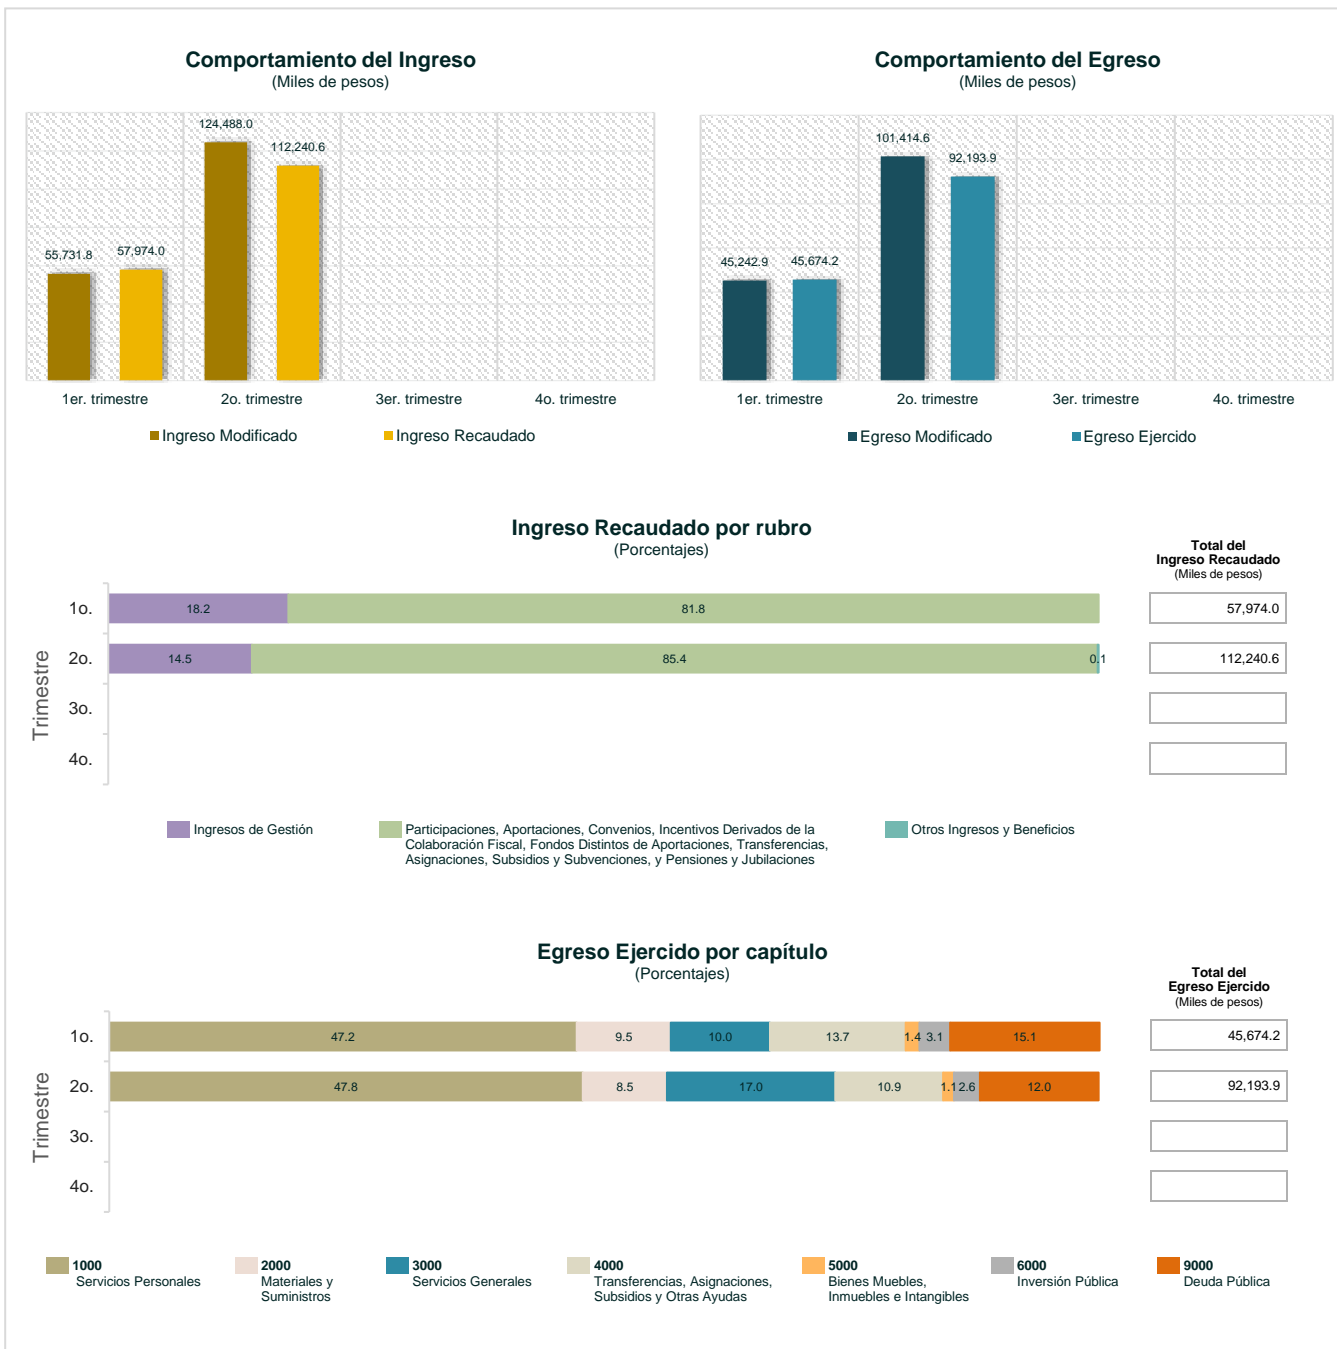 Comportamiento del Ingreso
(Miles de pesos)
124,488.0
112,240.6
55,731.8
57,974.0
1er. trimestre
2o. trimestre
3er. trimestre
4o. trimestre
Ingreso Modificado
Ingreso Recaudado
Comportamiento del Egreso
(Miles de pesos)
101,414.6
92,193.9
45,242.9
45,674.2
1er. trimestre
2o. trimestre
3er. trimestre
4o. trimestre
Egreso Modificado
Egreso Ejercido
Ingreso Recaudado por rubro
(Porcentajes)
Total del
Ingreso Recaudado
(Miles de pesos)
Trimestre
1o.
18.2
81.8
57,974.0
2o.
14.5
85.4
0.1
112,240.6
3o.
4o.
Ingresos de Gestión
Participaciones, Aportaciones, Convenios, Incentivos Derivados de la
Colaboración Fiscal, Fondos Distintos de Aportaciones, Transferencias,
Asignaciones, Subsidios y Subvenciones, y Pensiones y Jubilaciones
Otros Ingresos y Beneficios
Egreso Ejercido por capítulo
(Porcentajes)
Total del
Egreso Ejercido
(Miles de pesos)
Trimestre
1o.
47.2
9.5
10.0
13.7
1.4
3.1
15.1
45,674.2
2o.
47.8
8.5
17.0
10.9
1.1
2.6
12.0
92,193.9
3o.
4o.
1000
Servicios Personales
2000
Materiales y
Suministros
3000
Servicios Generales
4000
Transferencias, Asignaciones,
Subsidios y Otras Ayudas
5000
Bienes Muebles,
Inmuebles e Intangibles
6000
Inversión Pública
9000
Deuda Pública